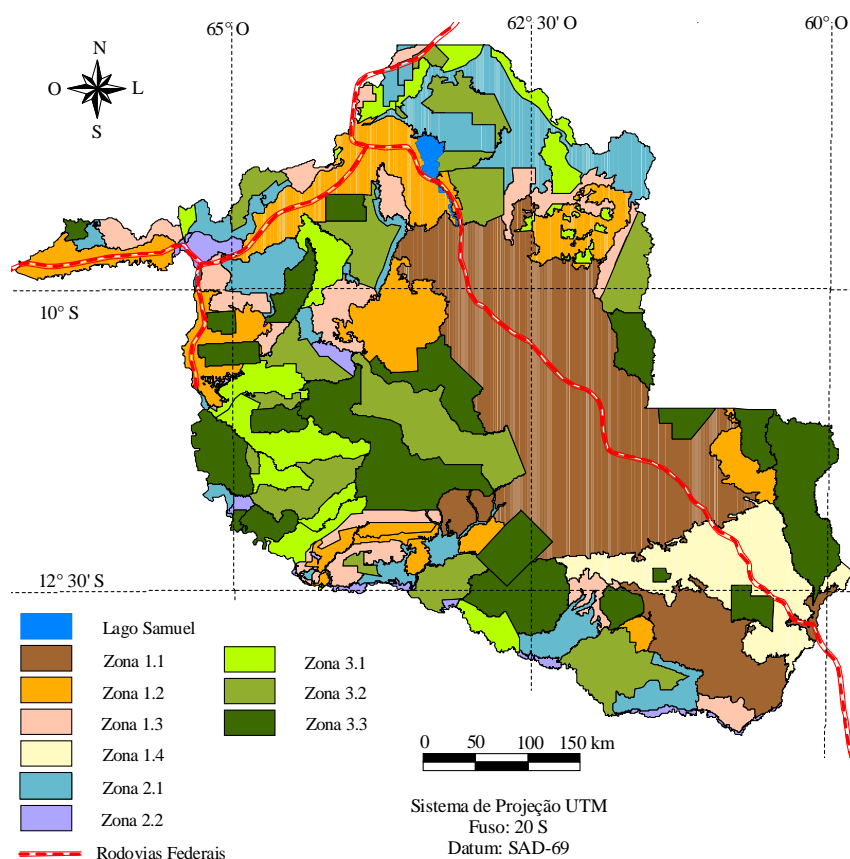 65° O
62° 30' O
60° O
N
O
L
S
10° S
12° 30' S
Lago Samuel
Zona 1.1
Zona 1.2
Zona 1.3
Zona 1.4
Zona 2.1
Zona 2.2
Rodovias Federais
Zona 3.1
Zona 3.2
Zona 3.3
0 50 100 150 km
Sistema de Projeção UTM
Fuso: 20 S
Datum: SAD-69